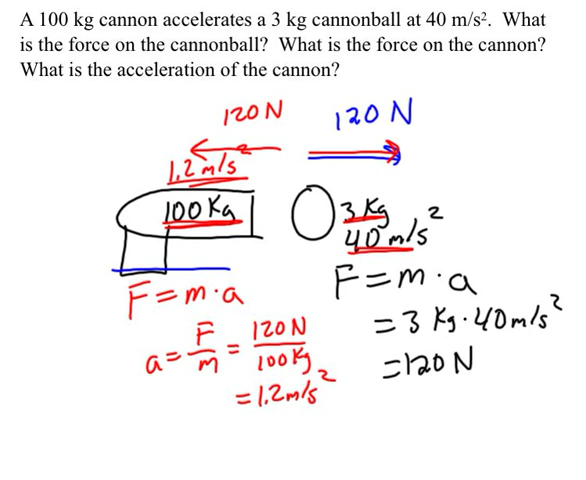 A 100 kg cannon accelerates a 3 kg cannonball at 40 m/s². What
is the force on the cannonball? What is the force on the cannon?
What is the acceleration of the cannon?
120 N
120 N
1.2 m/s
100 Kg
3 Kg
40 m/s²
F = m · a
F = m · a
a = F/m = 120 N / 100 Kg
= 3 Kg · 40 m/s²
= 1.2 m/s²
= 120 N